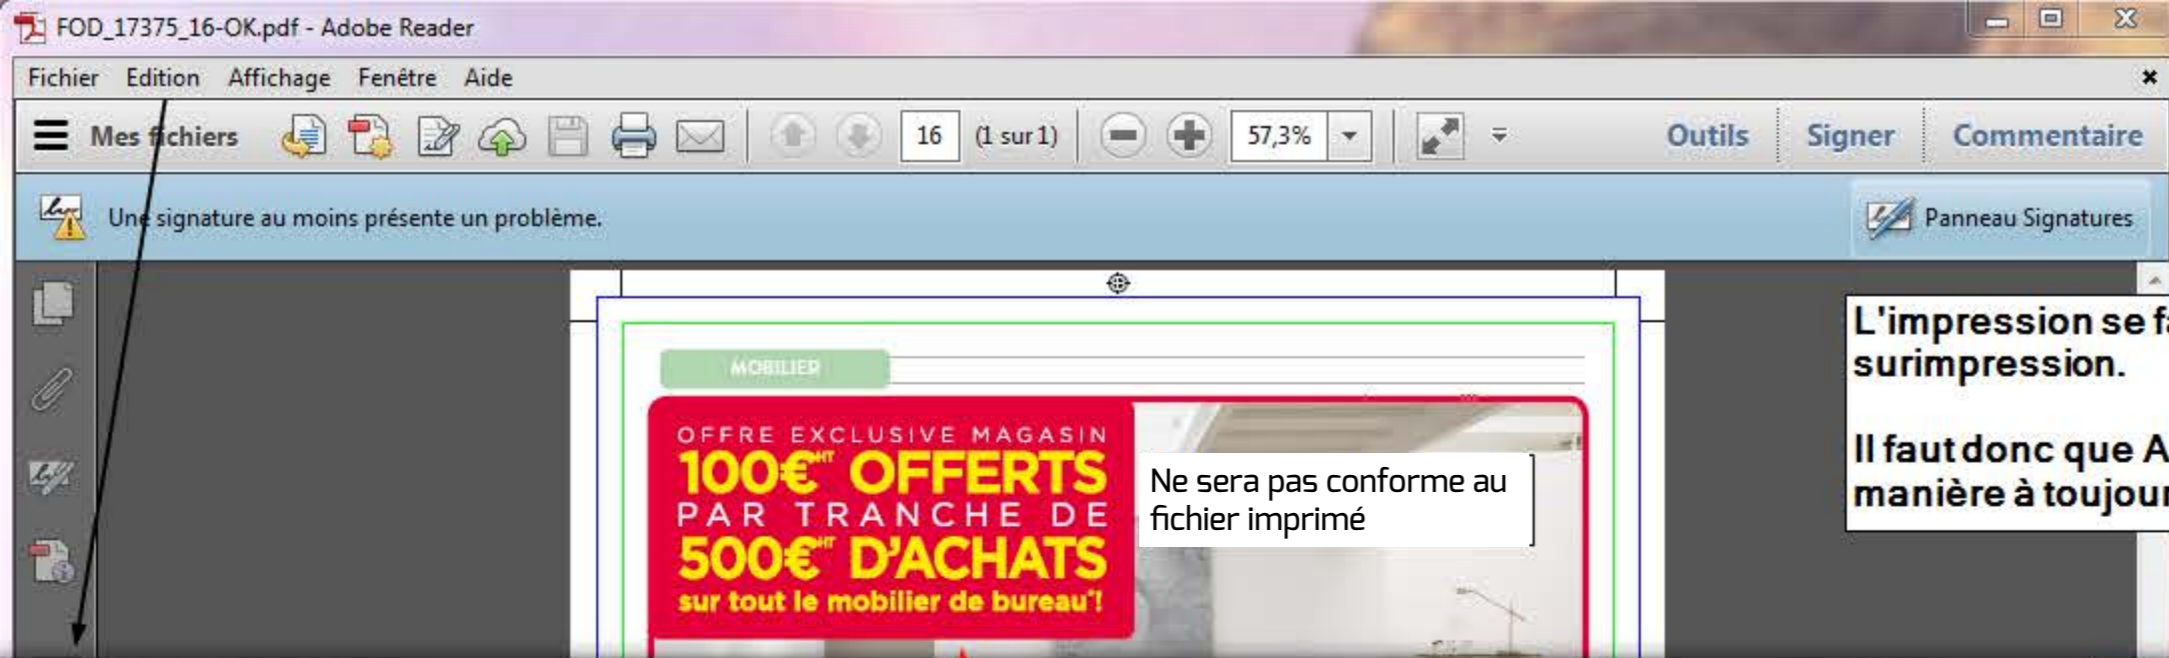 FOD_17375_16-OK.pdf - Adobe Reader
Fichier Edition Affichage Fenêtre Aide
Mes fichiers 16 (1 sur 1) 57,3% Outils Signer Commentaire
Une signature au moins présente un problème. Panneau Signatures
MOBILIER
OFFRE EXCLUSIVE MAGASIN
100€HT OFFERTS
PAR TRANCHE DE
500€HT D'ACHATS
sur tout le mobilier de bureau*!
Ne sera pas conforme au
fichier imprimé
L'impression se
surimpression.
Il faut donc que
manière à